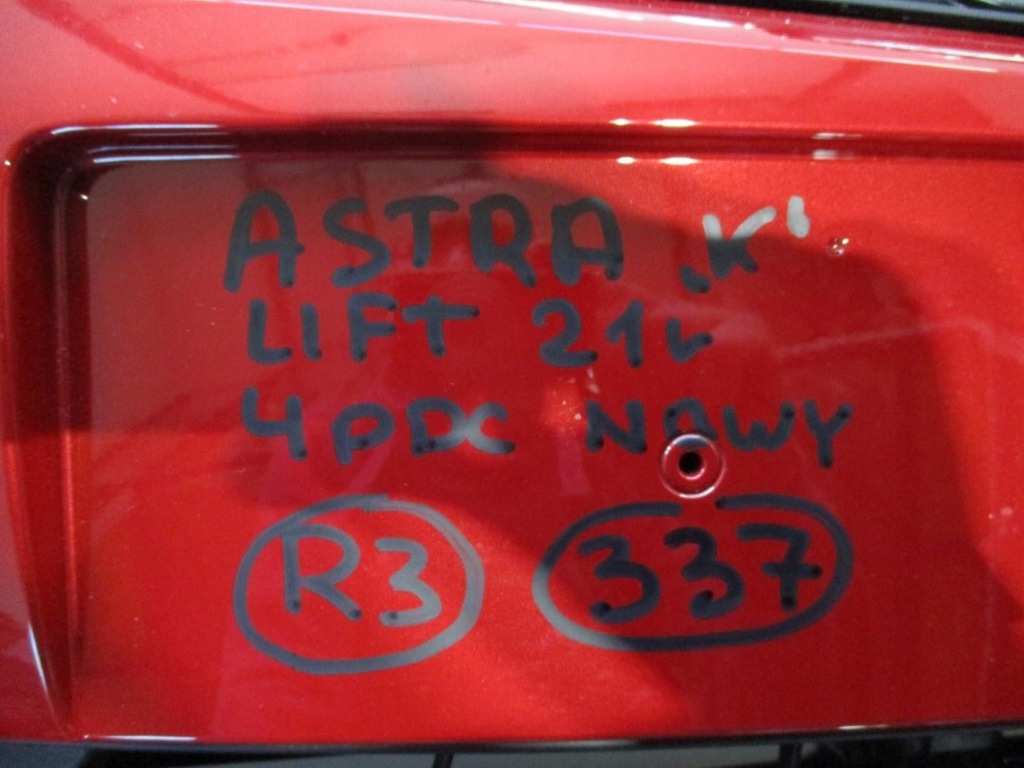 ASTRA „K"
LIFT 21r
4PDC NOWY
R3 337